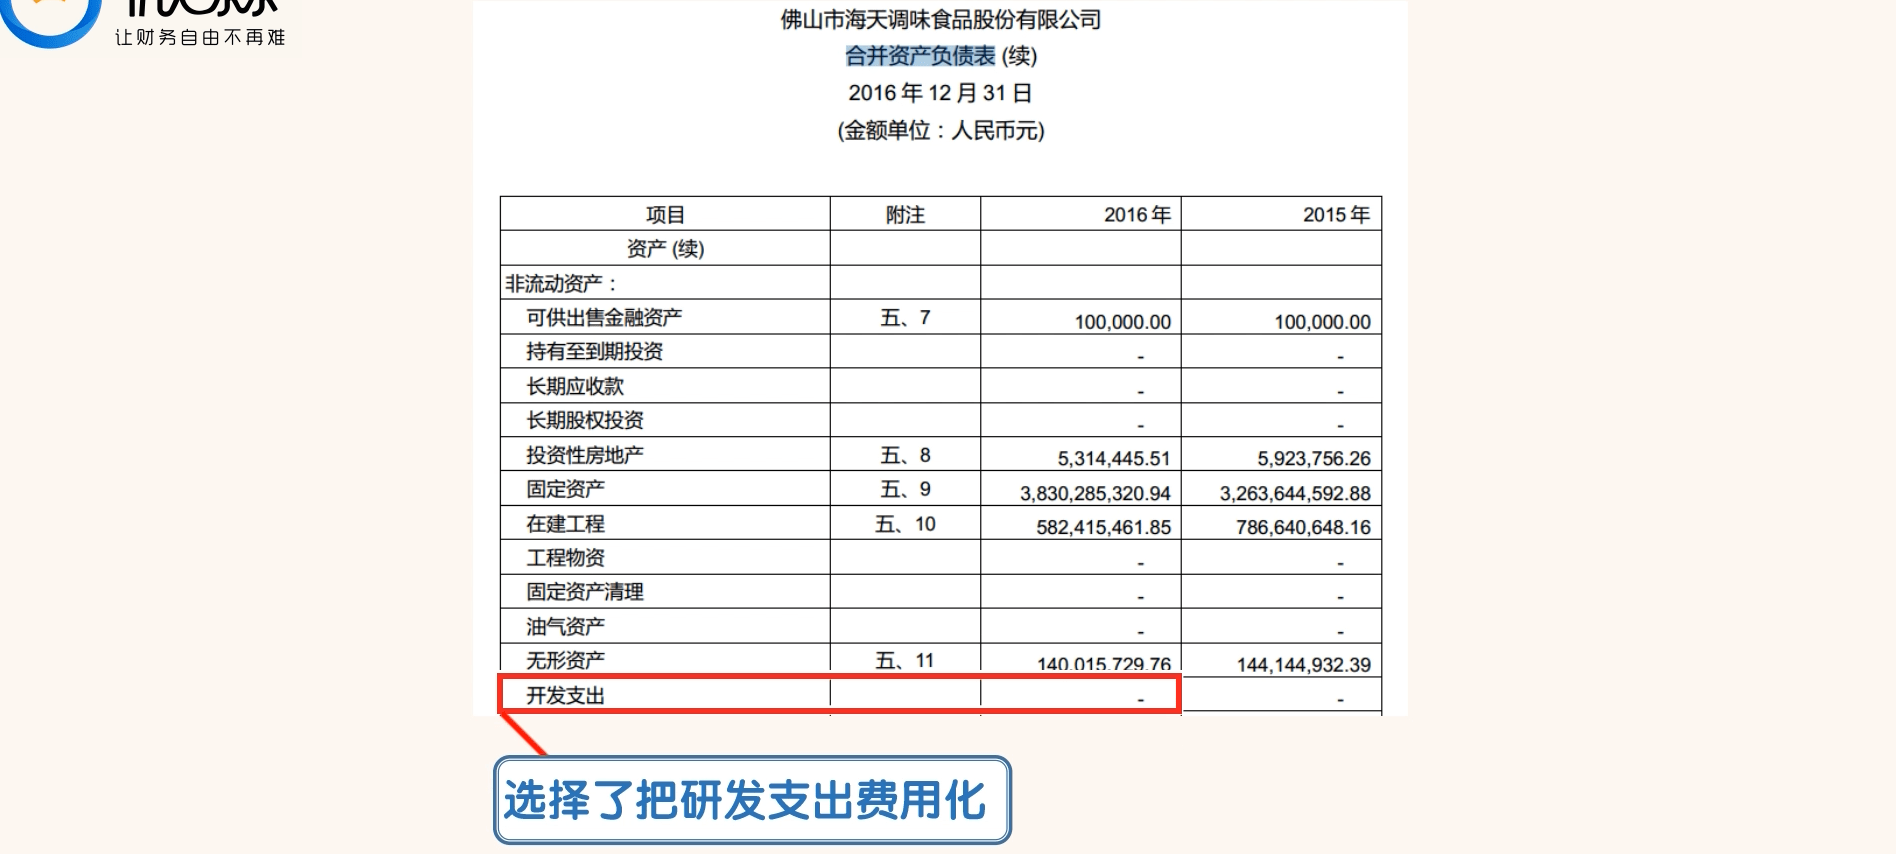 让财务自由不再难
佛山市海天调味食品股份有限公司
合并资产负债表 (续)
2016 年 12 月 31 日
(金额单位：人民币元)
项目 附注 2016 年 2015 年
资产 (续)
非流动资产：
可供出售金融资产 五、7 100,000.00 100,000.00
持有至到期投资 - -
长期应收款 - -
长期股权投资 - -
投资性房地产 五、8 5,314,445.51 5,923,756.26
固定资产 五、9 3,830,285,320.94 3,263,644,592.88
在建工程 五、10 582,415,461.85 786,640,648.16
工程物资 - -
固定资产清理 - -
油气资产 - -
无形资产 五、11 140,015,729.76 144,144,932.39
开发支出 - -
选择了把研发支出费用化